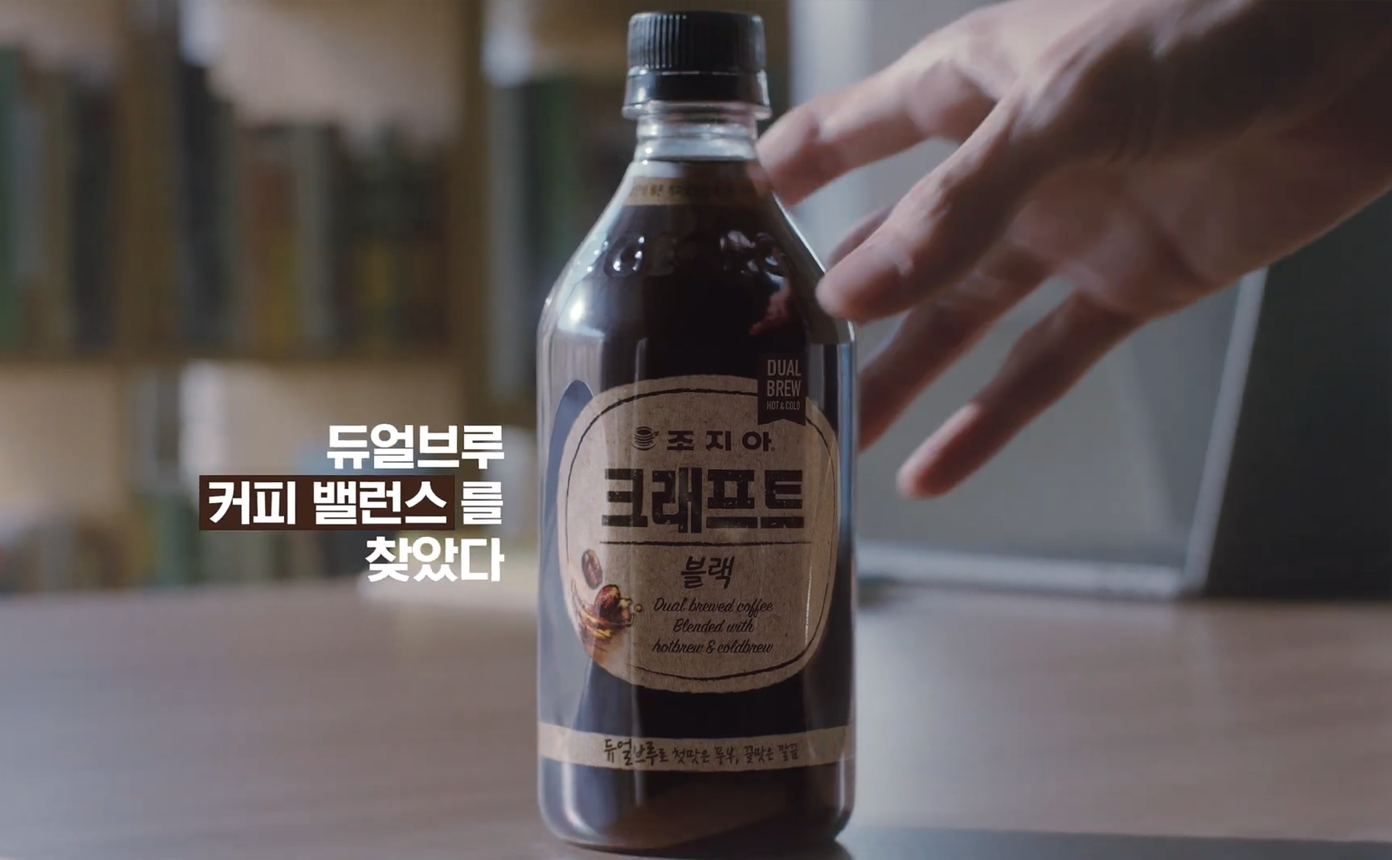 듀얼브루
커피 밸런스를
찾았다
DUAL
BREW
HOT & COLD
조지아
크래프트
블랙
Dual brewed coffee
Blended with
hotbrew & coldbrew
듀얼브루로 첫맛은 풍부, 끝맛은 깔끔